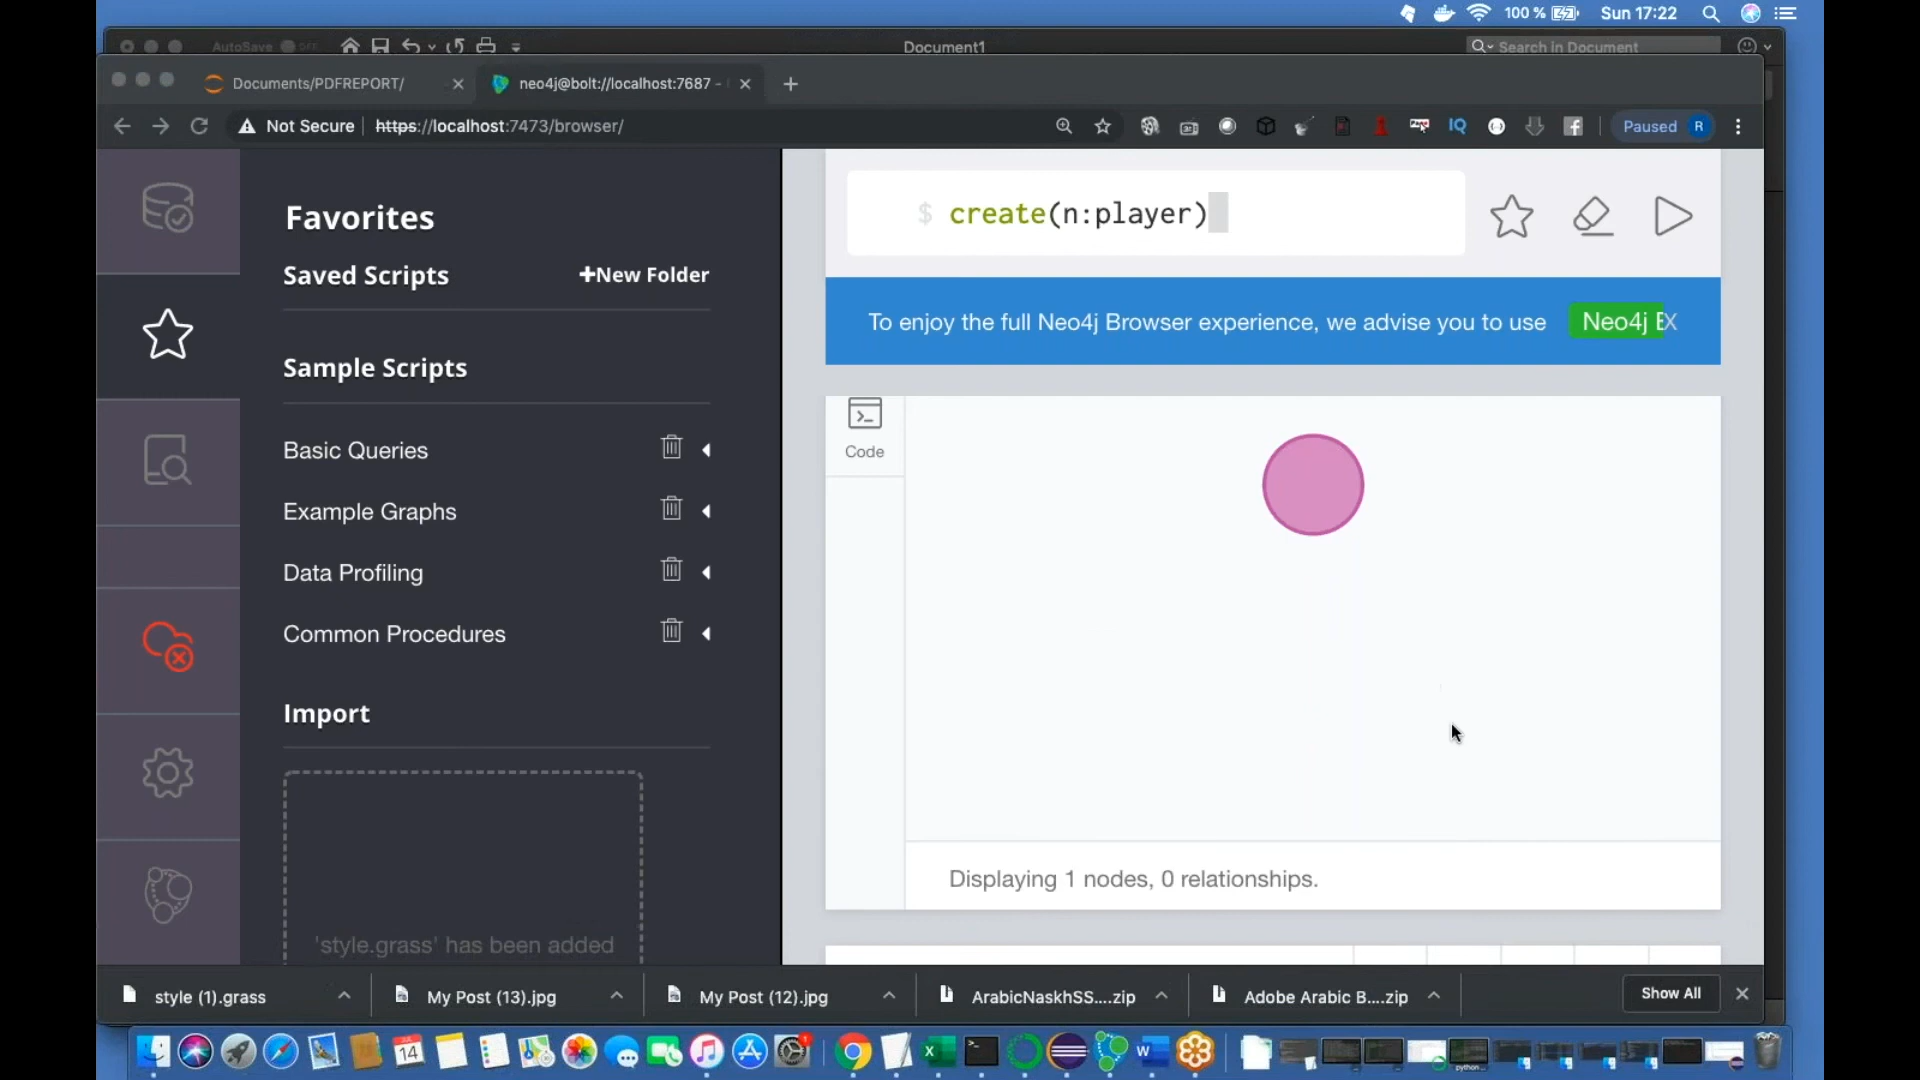 100 %
Sun 17:22
AutoSave
OFF
Document1
Search in Document
Documents/PDFREPORT/
neo4j@bolt://localhost:7687 -
Not Secure
https://localhost:7473/browser/
Paused
R
Favorites
Saved Scripts
+New Folder
Sample Scripts
Basic Queries
Example Graphs
Data Profiling
Common Procedures
Import
'style.grass' has been added
$ create(n:player)
To enjoy the full Neo4j Browser experience, we advise you to use
Neo4j
X
Code
Displaying 1 nodes, 0 relationships.
style (1).grass
My Post (13).jpg
My Post (12).jpg
ArabicNaskhSS....zip
Adobe Arabic B....zip
Show All
14
python